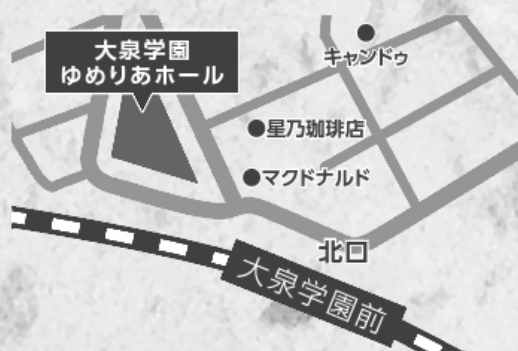 大泉学園
ゆめりあホール
キャンドゥ
●星乃珈琲店
●マクドナルド
北口
大泉学園前